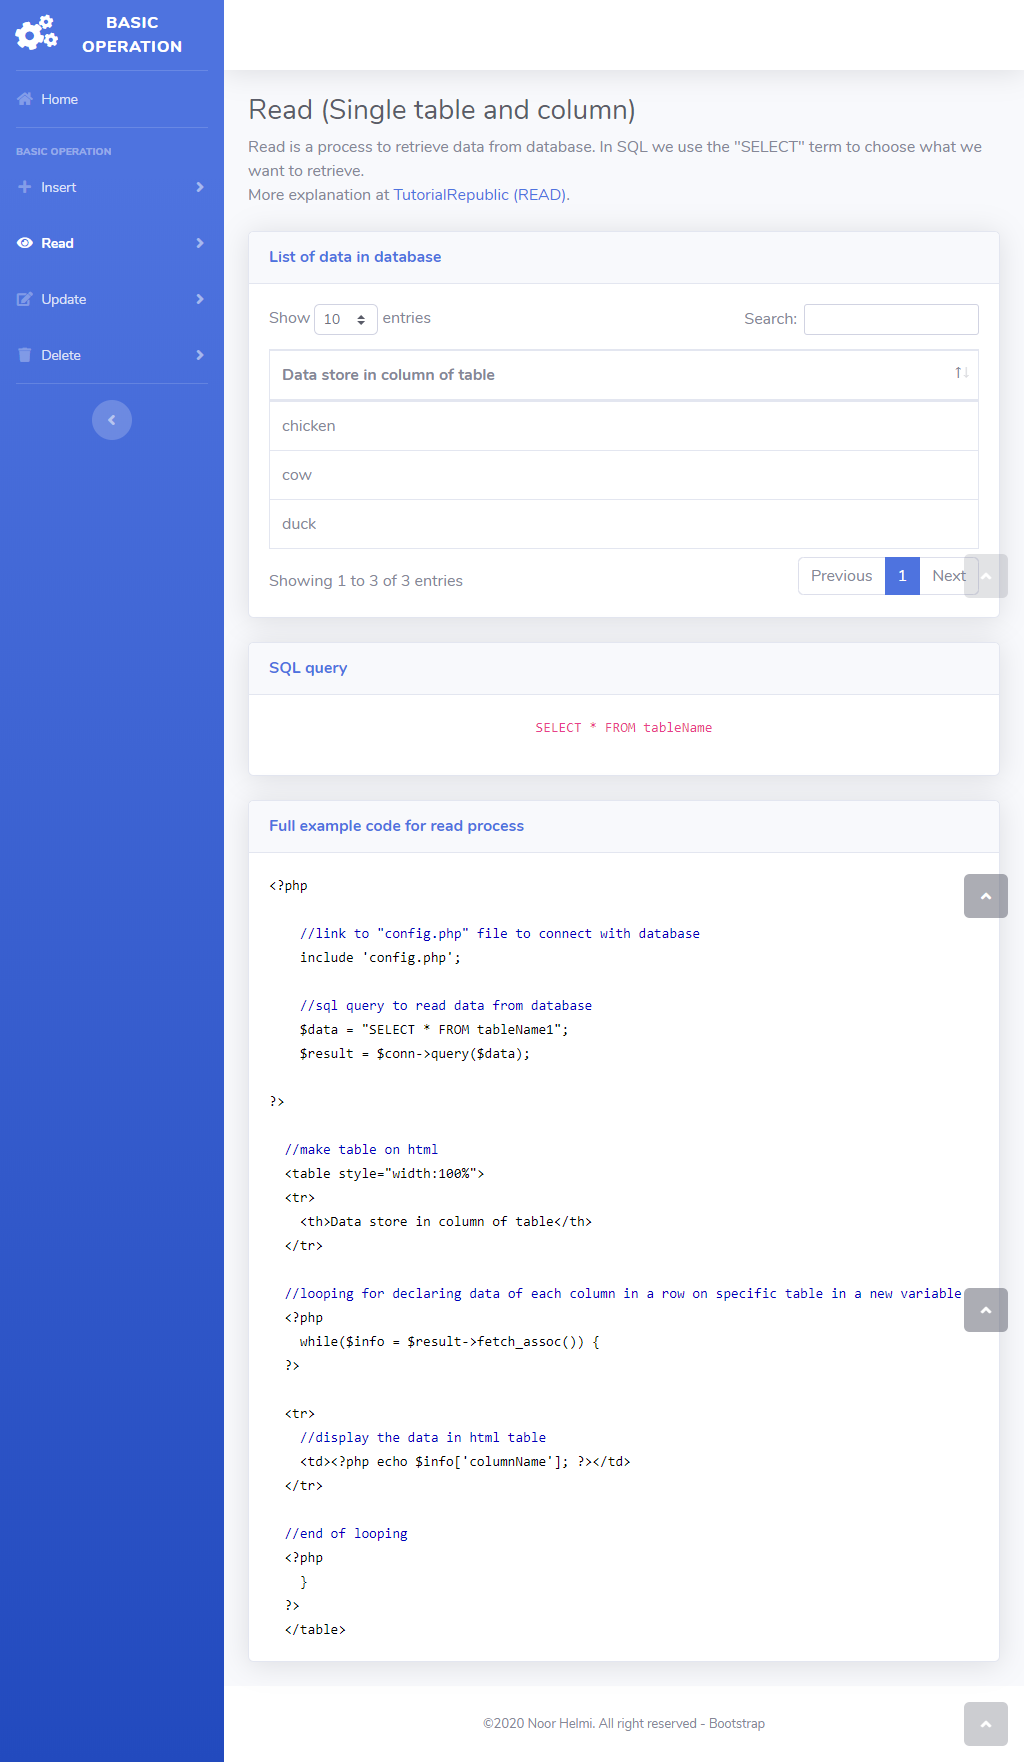 BASIC
OPERATION
Home
BASIC OPERATION
Insert
Read
Update
Delete
Read (Single table and column)
Read is a process to retrieve data from database. In SQL we use the "SELECT" term to choose what we
want to retrieve.
More explanation at TutorialRepublic (READ).
List of data in database
Show 10 entries
Search:
Data store in column of table
chicken
cow
duck
Showing 1 to 3 of 3 entries
Previous 1 Next
SQL query
SELECT * FROM tableName
Full example code for read process
<?php
//link to "config.php" file to connect with database
include 'config.php';
//sql query to read data from database
$data = "SELECT * FROM tableName1";
$result = $conn->query($data);
?>
//make table on html
<table style="width:100%">
<tr>
<th>Data store in column of table</th>
</tr>
//looping for declaring data of each column in a row on specific table in a new variable
<?php
while($info = $result->fetch_assoc()) {
?>
<tr>
//display the data in html table
<td><?php echo $info['columnName']; ?></td>
</tr>
//end of looping
<?php
}
?>
</table>
©2020 Noor Helmi. All right reserved - Bootstrap